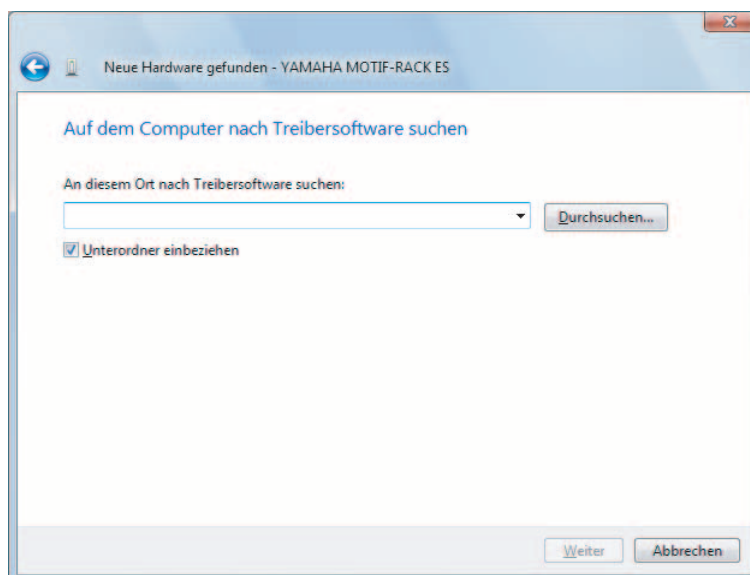 Neue Hardware gefunden - YAMAHA MOTIF-RACK ES
Auf dem Computer nach Treibersoftware suchen
An diesem Ort nach Treibersoftware suchen:
Durchsuchen...
Unterordner einbeziehen
Weiter
Abbrechen